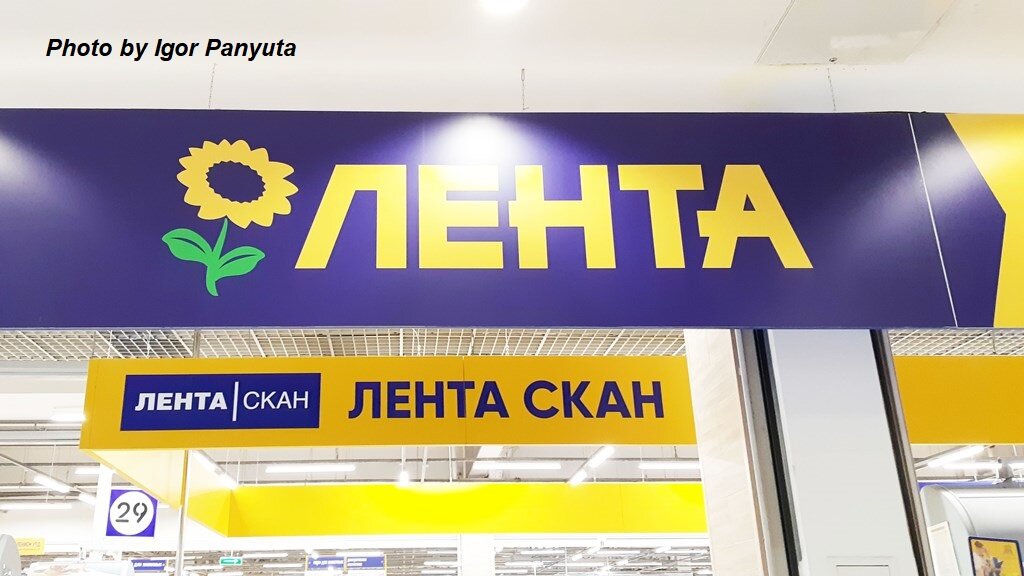 Photo by Igor Panyuta
ЛЕНТА
ЛЕНТА|СКАН
ЛЕНТА СКАН
29